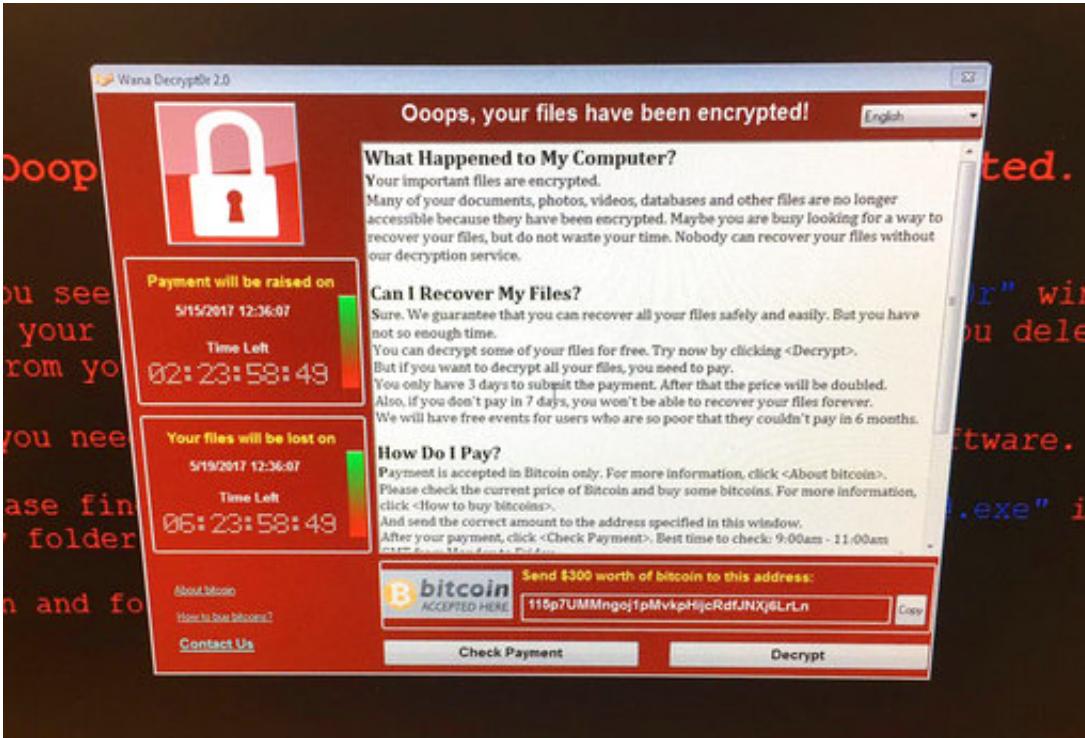 Wana Decrypt0r 2.0
Ooops, your files have been encrypted!
English
What Happened to My Computer?
Your important files are encrypted.
Many of your documents, photos, videos, databases and other files are no longer
accessible because they have been encrypted. Maybe you are busy looking for a way to
recover your files, but do not waste your time. Nobody can recover your files without
our decryption service.
Can I Recover My Files?
Sure. We guarantee that you can recover all your files safely and easily. But you have
not so enough time.
You can decrypt some of your files for free. Try now by clicking <Decrypt>.
But if you want to decrypt all your files, you need to pay.
You only have 3 days to submit the payment. After that the price will be doubled.
Also, if you don't pay in 7 days, you won't be able to recover your files forever.
We will have free events for users who are so poor that they couldn't pay in 6 months.
How Do I Pay?
Payment is accepted in Bitcoin only. For more information, click <About bitcoin>.
Please check the current price of Bitcoin and buy some bitcoins. For more information,
click <How to buy bitcoins>.
And send the correct amount to the address specified in this window.
After your payment, click <Check Payment>. Best time to check: 9:00am - 11:00am
Payment will be raised on
5/15/2017 12:36:07
Time Left
02:23:58:49
Your files will be lost on
5/19/2017 12:36:07
Time Left
06:23:58:49
About bitcoin
How to buy bitcoins?
Contact Us
bitcoin
ACCEPTED HERE
Send $300 worth of bitcoin to this address:
115p7UMMngoj1pMvkpHijcRdfJNXj6LrLn
Copy
Check Payment
Decrypt
Ooop
ted.
ou see
r" win
your
ou dele
rom yo
you nee
ftware.
ase fin
.exe" i
folder
n and fo